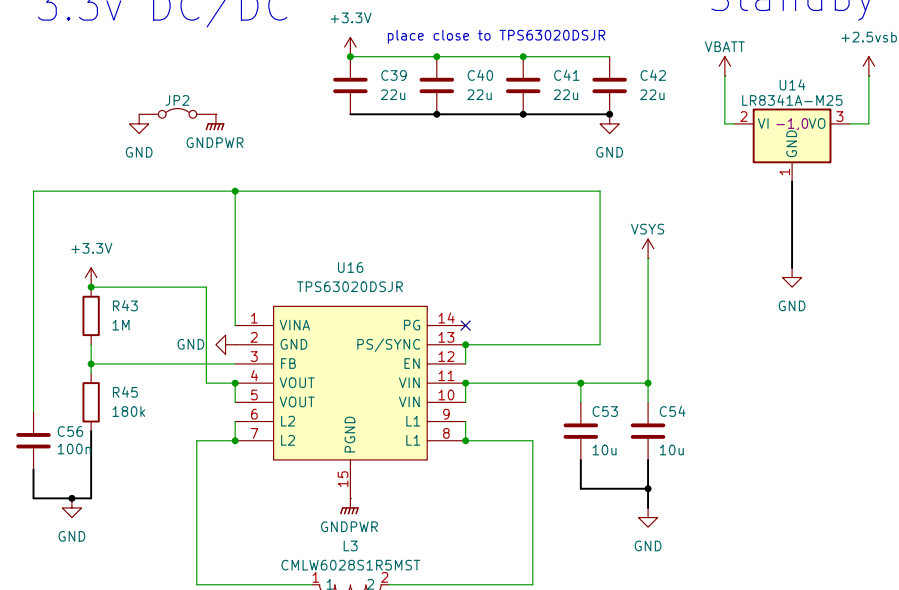 3.3V DC/DC
Standby
+3.3V
place close to TPS63020DSJR
C39
22u
C40
22u
C41
22u
C42
22u
GND
JP2
GND
GNDPWR
VBATT
+2.5vsb
U14
LR8341A-M25
2
VI
-1,0
VO
3
GND
1
GND
+3.3V
R43
1M
R45
180k
C56
100n
GND
U16
TPS63020DSJR
1
VINA
GND
2
GND
3
FB
4
VOUT
5
VOUT
6
L2
7
L2
PG
14
PS/SYNC
13
EN
12
VIN
11
VIN
10
L1
9
L1
8
PGND
15
GNDPWR
VSYS
C53
10u
C54
10u
GND
L3
CMLW6028S1R5MST
1
1
2
2